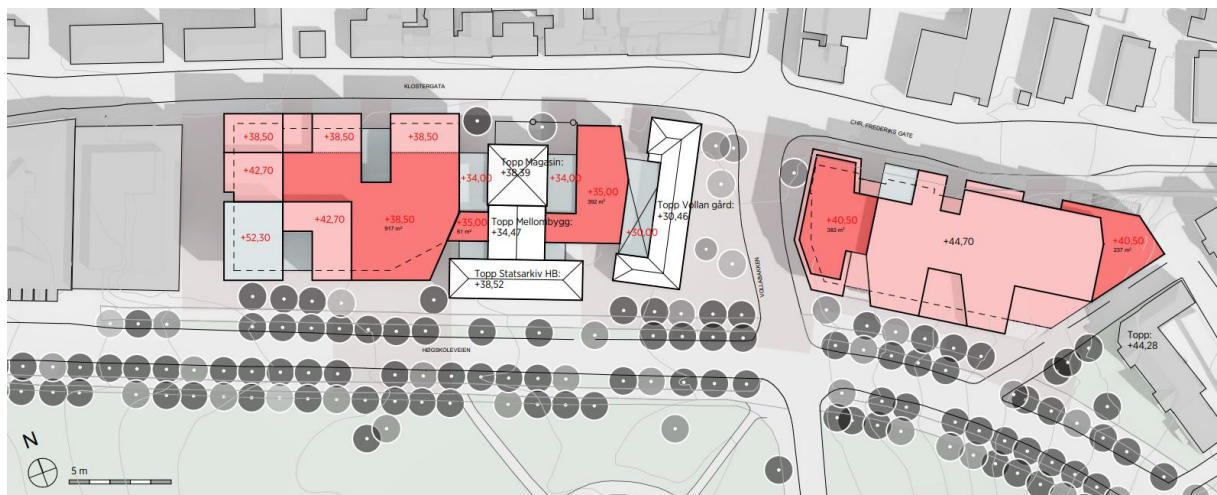 KLOSTERGATA
CHR. FREDERIKS GATE
+38,50
+38,50
+38,50
+42,70
+42,70
+52,30
+38,50
917 m²
+34,00
Topp Magasin:
+38,39
+34,00
+35,00
392 m²
+35,00
61 m²
Topp Mellombygg:
+34,47
Topp Statsarkiv HB:
+38,52
+30,00
Topp Vollan gård:
+30,46
VOLLABAKKEN
+40,50
383 m²
+44,70
+40,50
237 m²
Topp:
+44,28
HØGSKOLEVEIEN
N
5 m